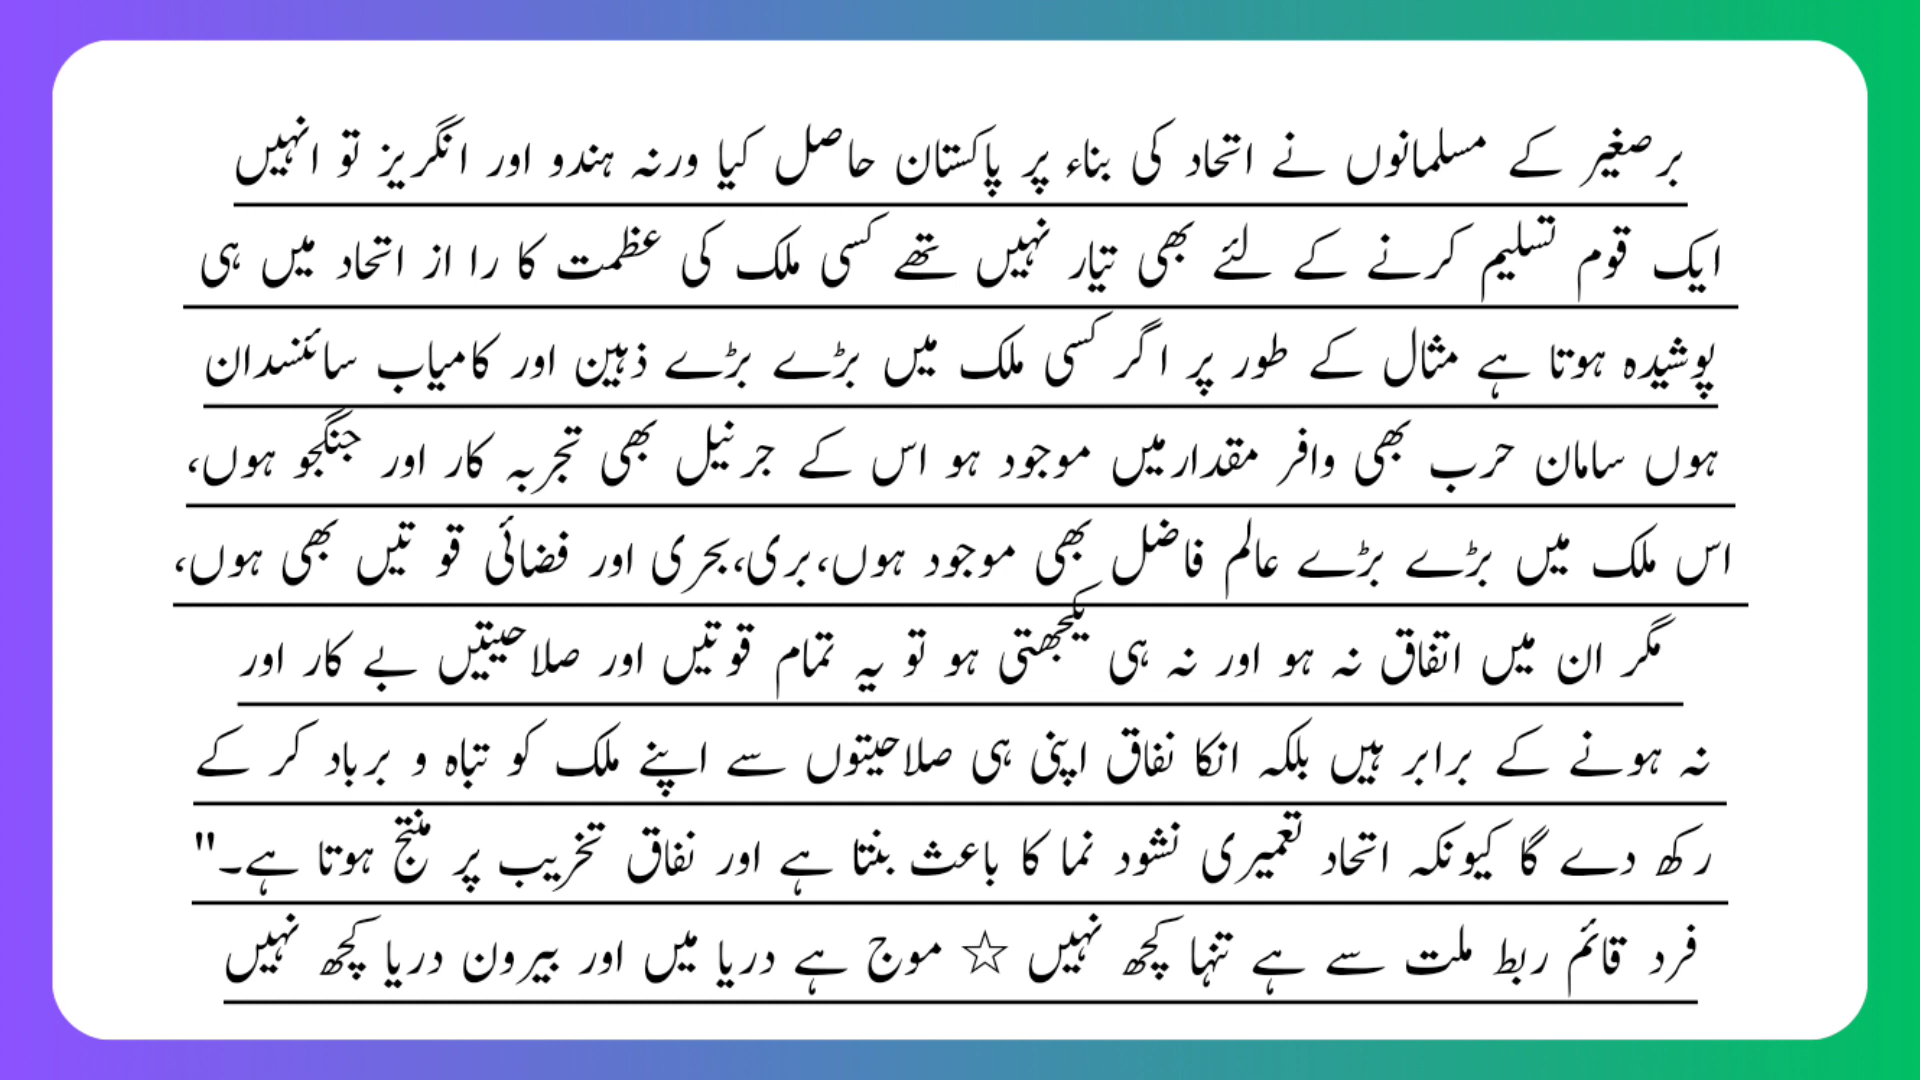 برصغیر کے مسلمانوں نے اتحاد کی بناء پر پاکستان حاصل کیا ورنہ ہندو اور انگریز تو انہیں
ایک قوم تسلیم کرنے کے لئے بھی تیار نہیں تھے کسی ملک کی عظمت کا را از اتحاد میں ہی
پوشیدہ ہوتا ہے مثال کے طور پر اگر کسی ملک میں بڑے بڑے ذہین اور کامیاب سائنسدان
ہوں سامان حرب بھی وافر مقدارمیں موجود ہو اس کے جرنیل بھی تجربہ کار اور جنگجو ہوں،
اس ملک میں بڑے بڑے عالم فاضل بھی موجود ہوں،بری،بحری اور فضائی قو تیں بھی ہوں،
مگر ان میں اتفاق نہ ہو اور نہ ہی یکجھتی ہو تو یہ تمام قوتیں اور صلاحیتیں بے کار اور
نہ ہونے کے برابر ہیں بلکہ انکا نفاق اپنی ہی صلاحیتوں سے اپنے ملک کو تباہ و برباد کر کے
رکھ دے گا کیونکہ اتحاد تعمیری نشود نما کا باعث بنتا ہے اور نفاق تخریب پر منتج ہوتا ہے۔"
فرد قائم ربط ملت سے ہے تنہا کچھ نہیں ☆ موج ہے دریا میں اور بیرون دریا کچھ نہیں